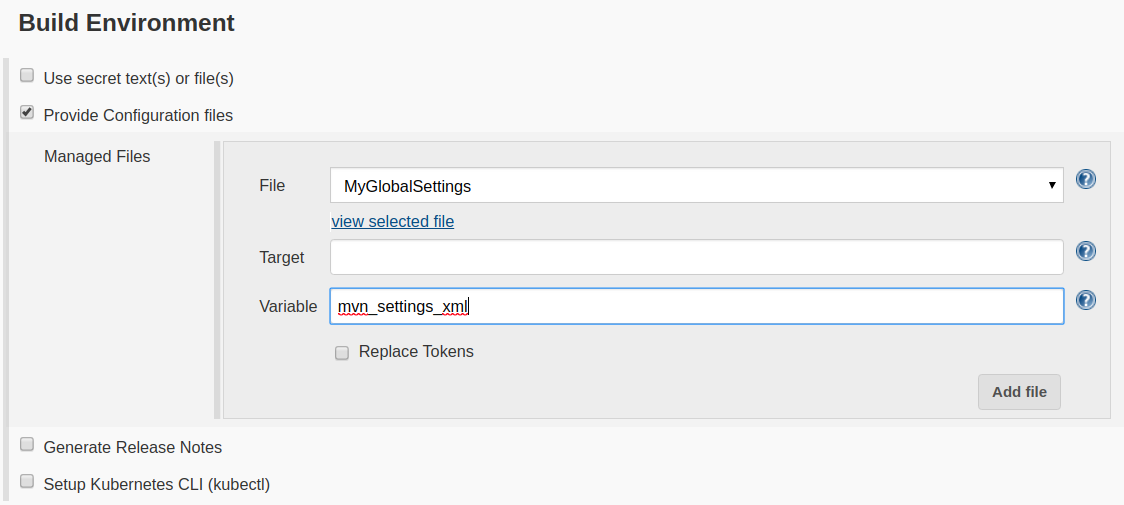 Build Environment
Use secret text(s) or file(s)
Provide Configuration files
Managed Files
File
MyGlobalSettings
view selected file
Target
Variable
mvn_settings_xml
Replace Tokens
Add file
Generate Release Notes
Setup Kubernetes CLI (kubectl)